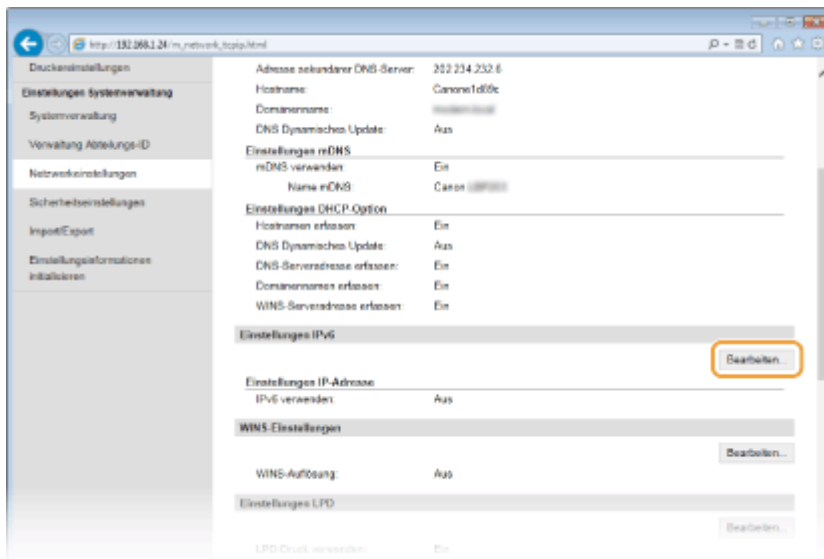 http://192.168.1.24/m_network_tcpip.html
Druckereinstellungen
Adresse sekundärer DNS-Server: 202.234.232.6
Einstellungen Systemverwaltung
Hostname: Canone1d69c
Systemverwaltung
Domänenname:
DNS Dynamisches Update: Aus
Verwaltung Abteilungs-ID
Einstellungen mDNS
mDNS verwenden: Ein
Netzwerkeinstellungen
Name mDNS: Canon
Sicherheitseinstellungen
Einstellungen DHCP-Option
Hostnamen erfassen: Ein
Import/Export
DNS Dynamisches Update: Aus
Einstellungsinformationen
initialisieren
DNS-Serveradresse erfassen: Ein
Domänennamen erfassen: Ein
WINS-Serveradresse erfassen: Ein
Einstellungen IPv6
Bearbeiten...
Einstellungen IP-Adresse
IPv6 verwenden: Aus
WINS-Einstellungen
Bearbeiten...
WINS-Auflösung: Aus
Einstellungen LPD
Bearbeiten...
LPD-Druck verwenden: Ein